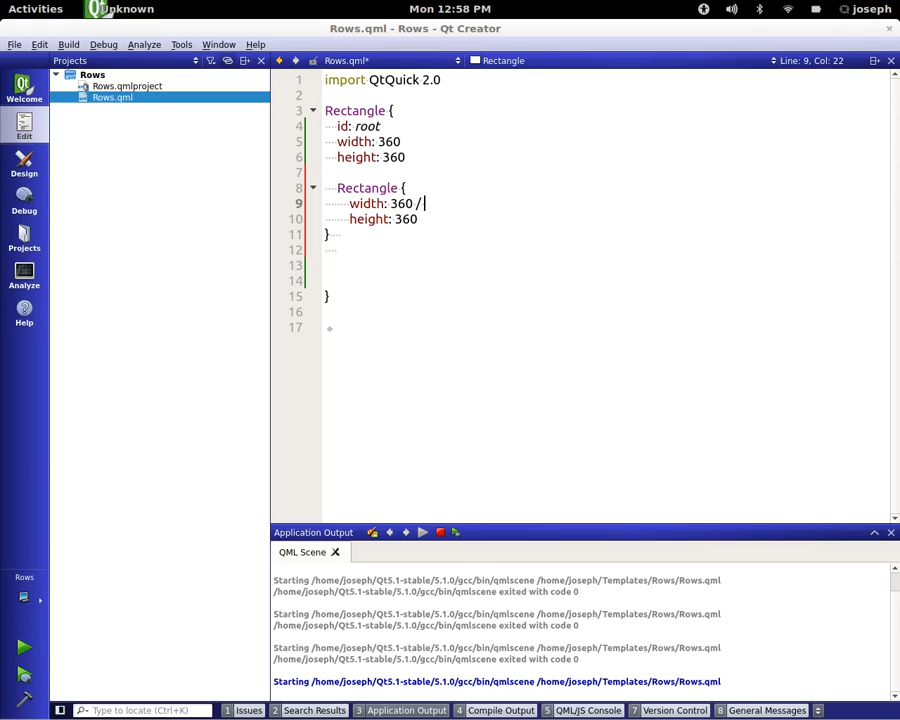 Activities Unknown Mon 12:58 PM joseph
Rows.qml - Rows - Qt Creator
File Edit Build Debug Analyze Tools Window Help
Projects Rows.qml* Rectangle Line: 9, Col: 22
Rows
Rows.qmlproject
Rows.qml
Welcome
Edit
Design
Debug
Projects
Analyze
Help
1 import QtQuick 2.0
2
3 Rectangle {
4 id: root
5 width: 360
6 height: 360
7
8 Rectangle {
9 width: 360 /
10 height: 360
11 }
12
13
14
15 }
16
17
Application Output
QML Scene
Starting /home/joseph/Qt5.1-stable/5.1.0/gcc/bin/qmlscene /home/joseph/Templates/Rows/Rows.qml
/home/joseph/Qt5.1-stable/5.1.0/gcc/bin/qmlscene exited with code 0
Starting /home/joseph/Qt5.1-stable/5.1.0/gcc/bin/qmlscene /home/joseph/Templates/Rows/Rows.qml
/home/joseph/Qt5.1-stable/5.1.0/gcc/bin/qmlscene exited with code 0
Starting /home/joseph/Qt5.1-stable/5.1.0/gcc/bin/qmlscene /home/joseph/Templates/Rows/Rows.qml
/home/joseph/Qt5.1-stable/5.1.0/gcc/bin/qmlscene exited with code 0
Starting /home/joseph/Qt5.1-stable/5.1.0/gcc/bin/qmlscene /home/joseph/Templates/Rows/Rows.qml
Rows
Type to locate (Ctrl+K) 1 Issues 2 Search Results 3 Application Output 4 Compile Output 5 QML/JS Console 7 Version Control 8 General Messages